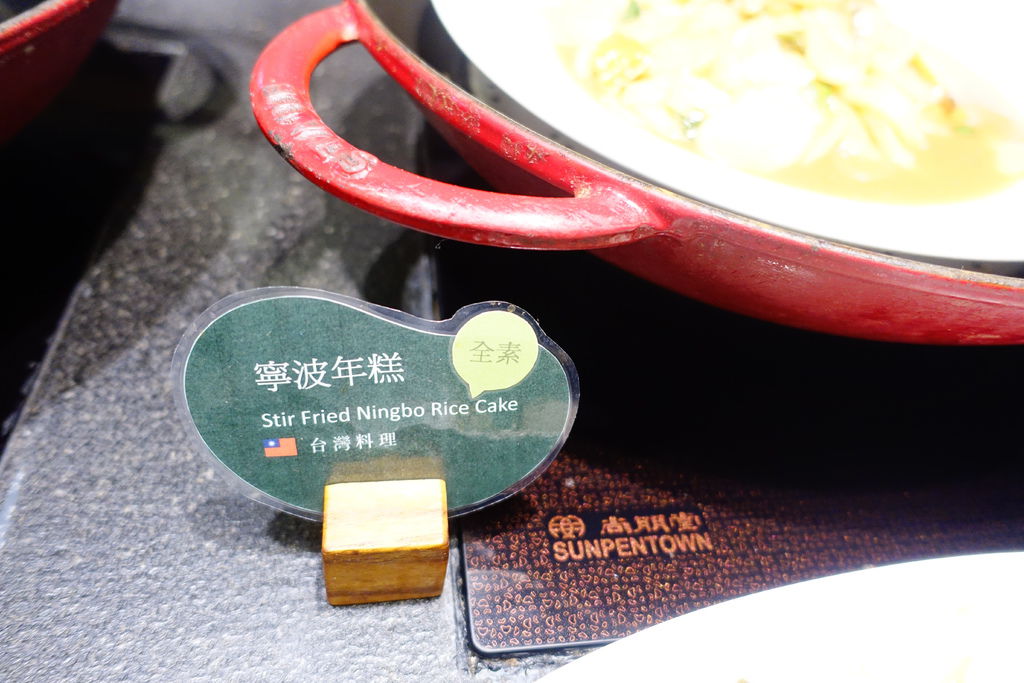 寧波年糕
全素
Stir Fried Ningbo Rice Cake
台灣料理
尚朋堂
SUNPENTOWN